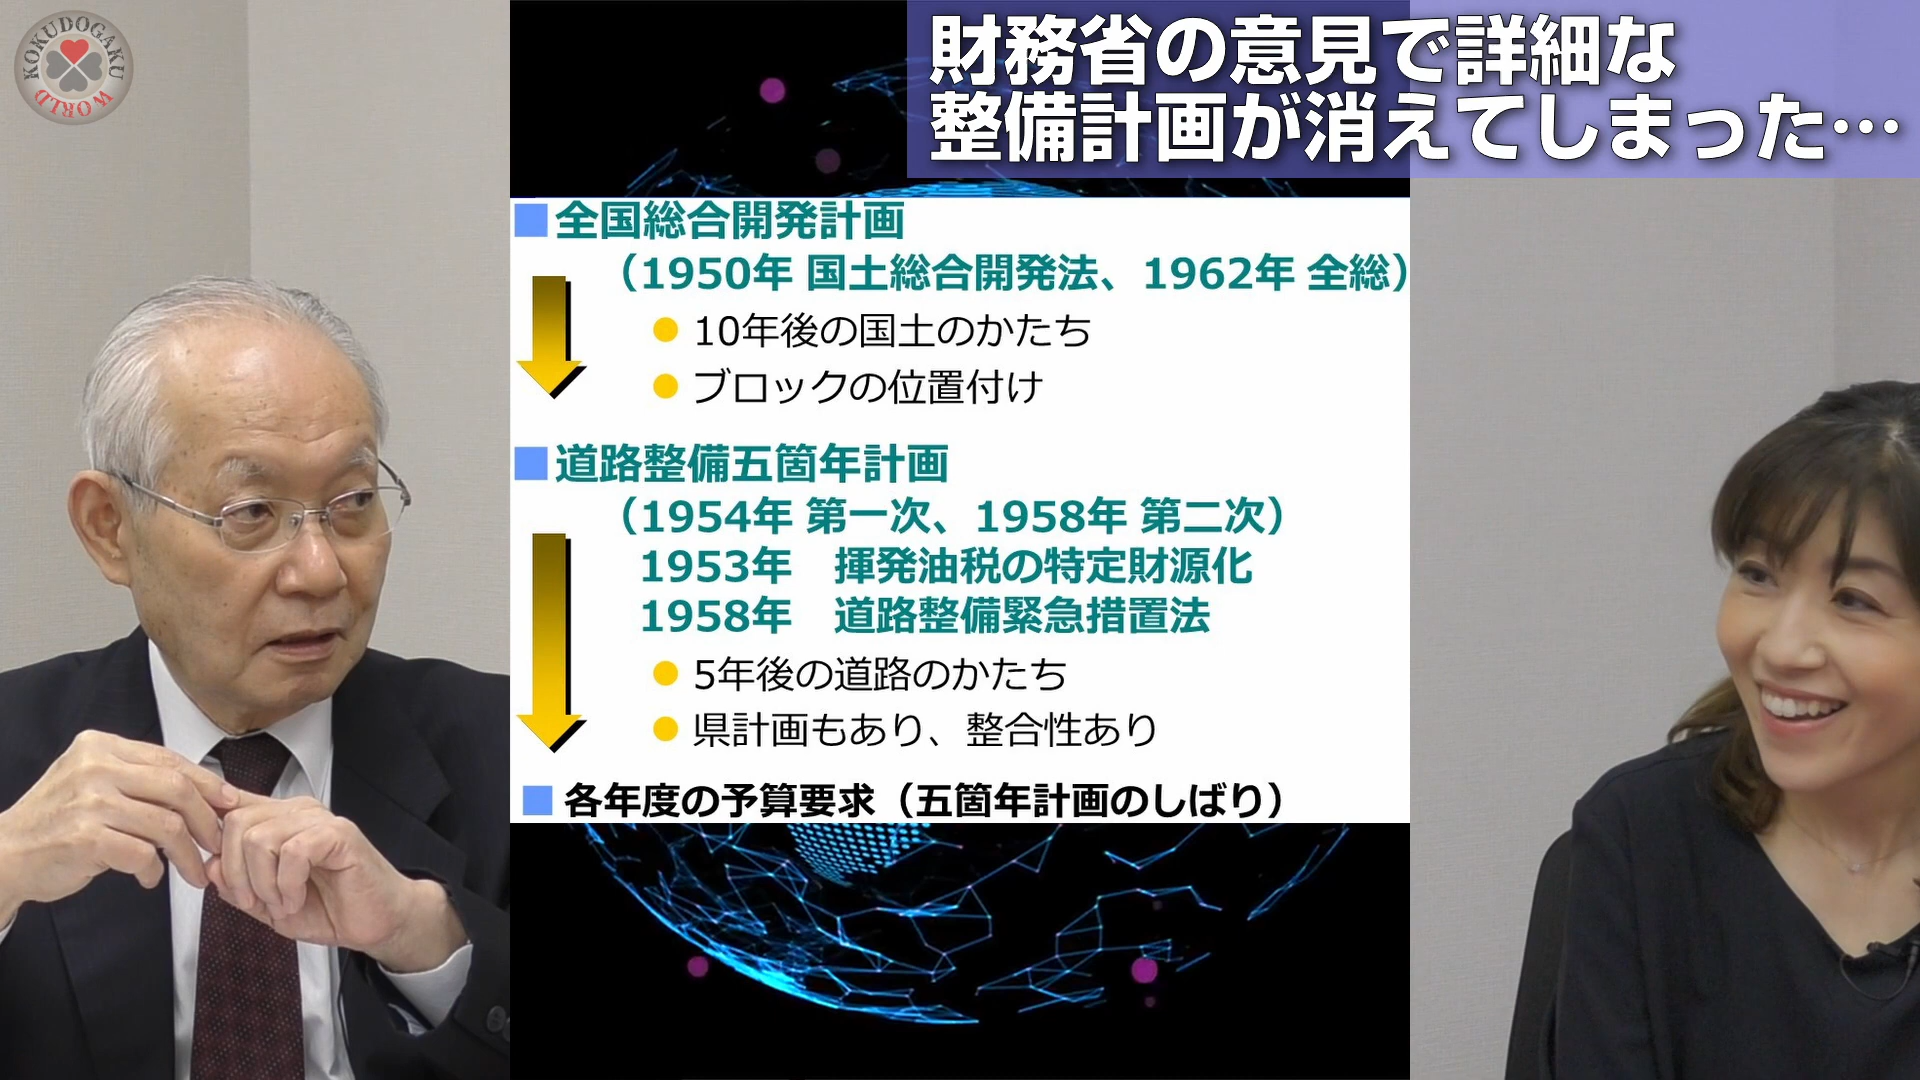 KOKUDOGAKU
WORLD
財務省の意見で詳細な
整備計画が消えてしまった…
■全国総合開発計画
（1950年 国土総合開発法、1962年 全総）
● 10年後の国土のかたち
● ブロックの位置付け
■道路整備五箇年計画
（1954年 第一次、1958年 第二次）
1953年　揮発油税の特定財源化
1958年　道路整備緊急措置法
● 5年後の道路のかたち
● 県計画もあり、整合性あり
■ 各年度の予算要求（五箇年計画のしばり）